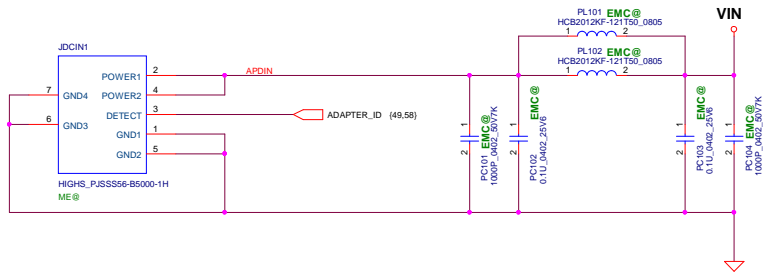 PL101 EMC@
HCB2012KF-121T50_0805
1 2
VIN
PL102 EMC@
HCB2012KF-121T50_0805
1 2
JDCIN1
POWER1 2
APDIN
POWER2 4
DETECT 3
ADAPTER_ID {49,58}
GND1 1
GND2 5
7 GND4
6 GND3
HIGHS_PJSSS56-B5000-1H
ME@
1 2
PC101 EMC@
1000P_0402_50V7K
1 2
EMC@
PC102
0.1U_0402_25V6
1 2
EMC@
PC103
0.1U_0402_25V6
1 2
PC104 EMC@
1000P_0402_50V7K